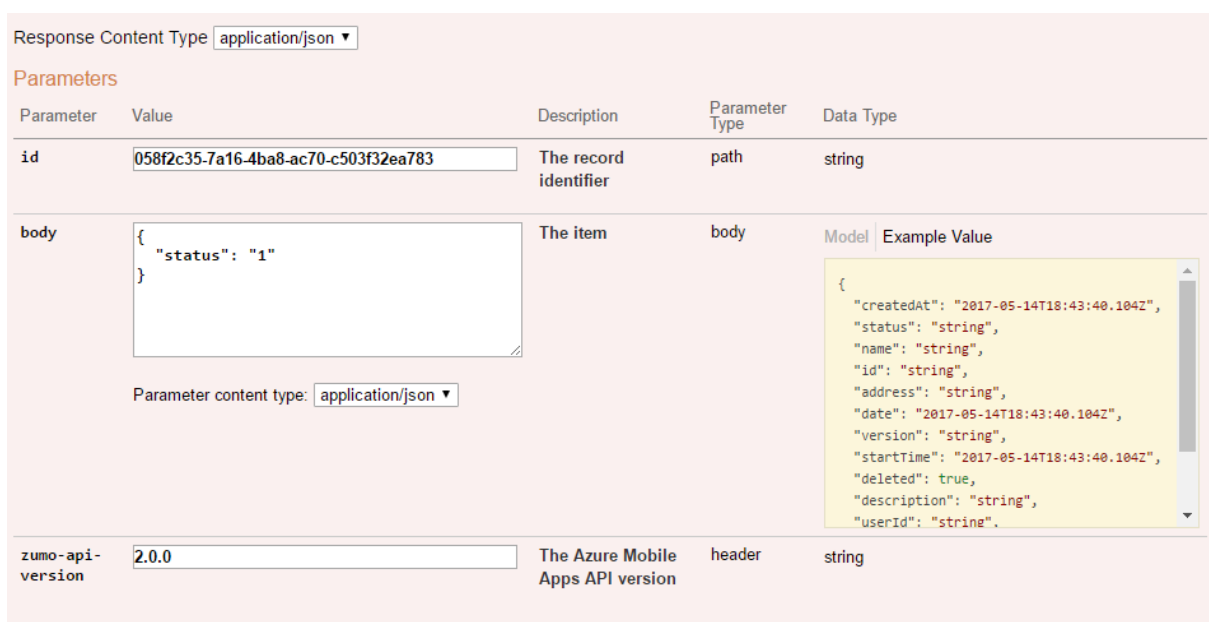 Response Content Type application/json
Parameters
Parameter Value Description Parameter Type Data Type
id 058f2c35-7a16-4ba8-ac70-c503f32ea783 The record identifier path string
body
{
"status": "1"
}
Parameter content type: application/json
The item body
Model Example Value
{
"createdAt": "2017-05-14T18:43:40.104Z",
"status": "string",
"name": "string",
"id": "string",
"address": "string",
"date": "2017-05-14T18:43:40.104Z",
"version": "string",
"startTime": "2017-05-14T18:43:40.104Z",
"deleted": true,
"description": "string",
"userId": "string",
zumo-api-version 2.0.0 The Azure Mobile Apps API version header string